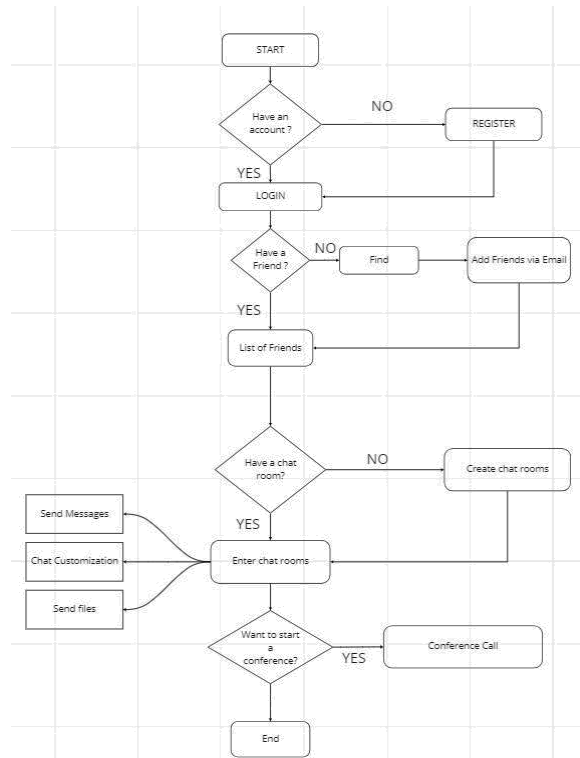 START
Have an
account ?
NO
REGISTER
YES
LOGIN
Have a
Friend ?
NO
Find
Add Friends via Email
YES
List of Friends
Have a chat
room?
NO
Create chat rooms
Send Messages
YES
Chat Customization
Enter chat rooms
Send files
Want to start
a
conference?
YES
Conference Call
End